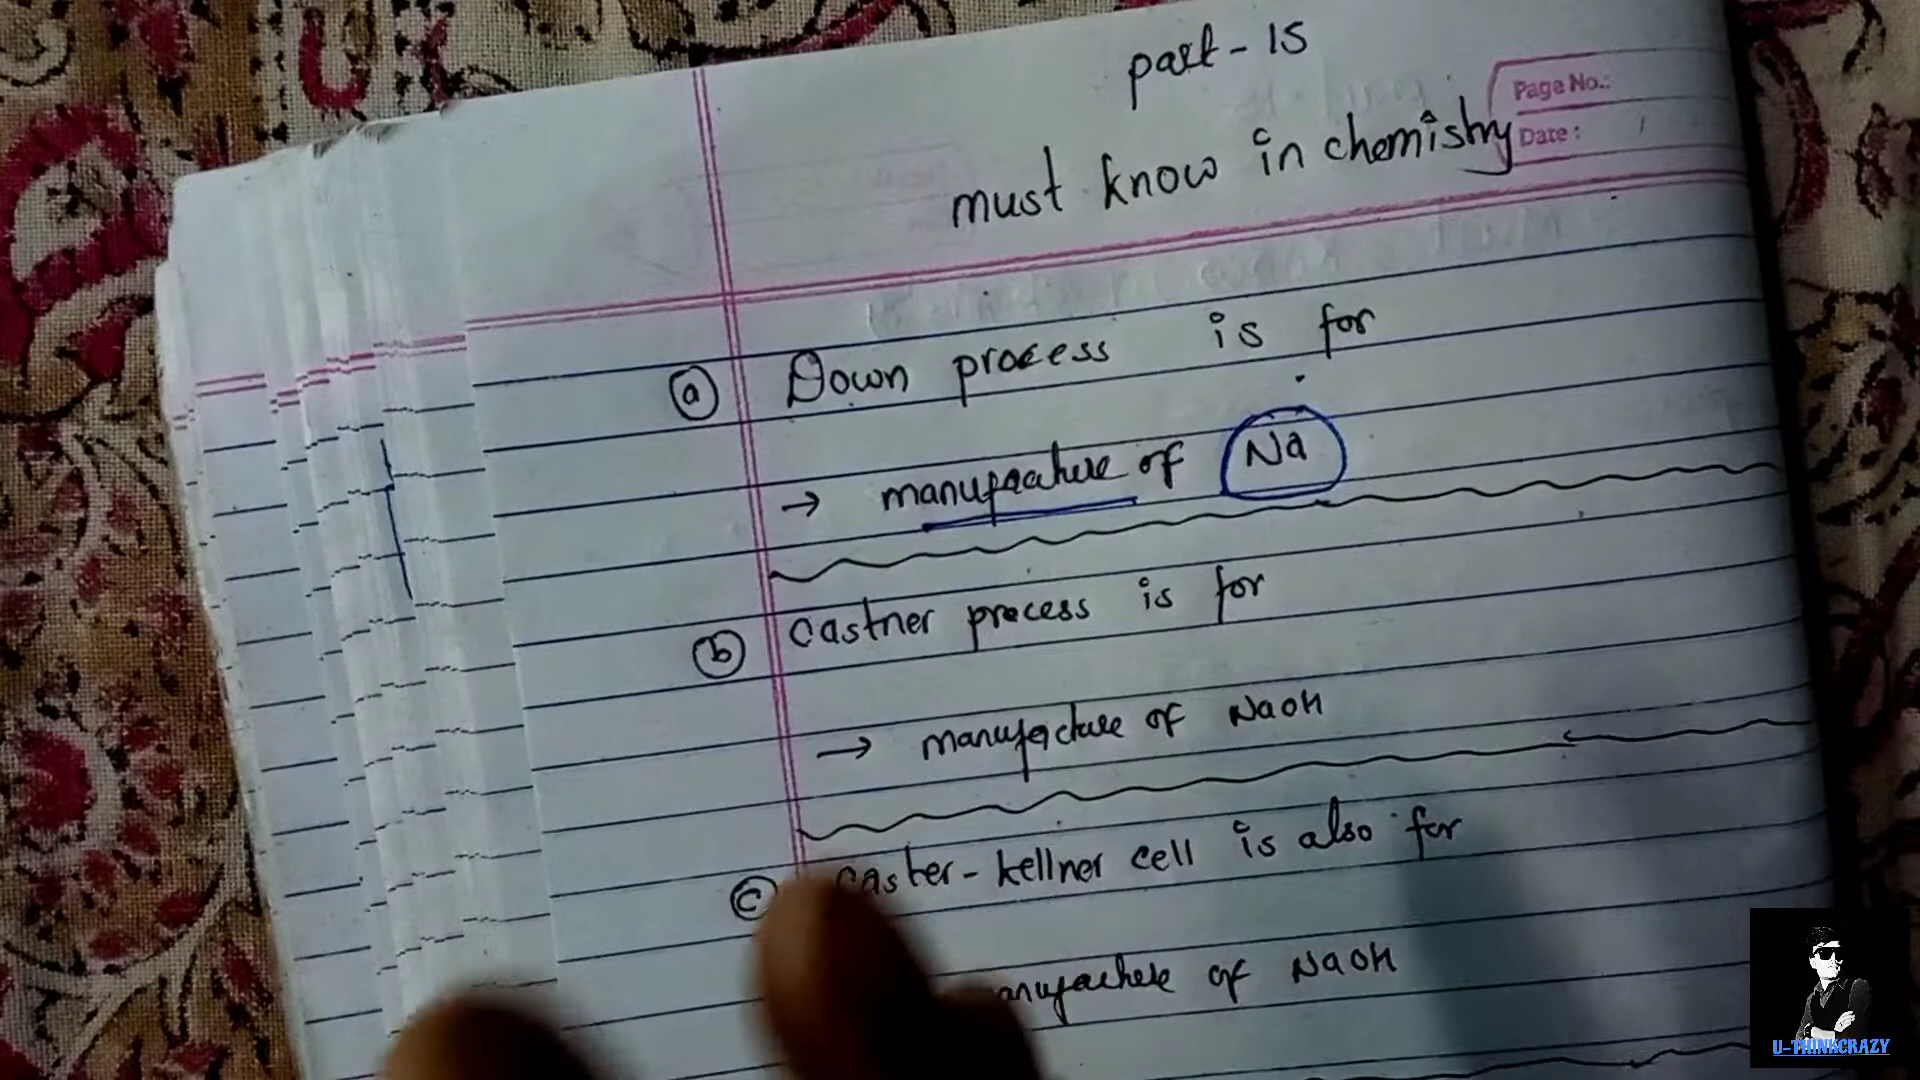 part-15
must know in chemistry
Page No.:
Date:
a Down process is for
→ manufracture of Na
b castner process is for
→ manufacture of NaOH
c caster-kellner cell is also for
manufacture of NaOH
U-THINKCRAZY